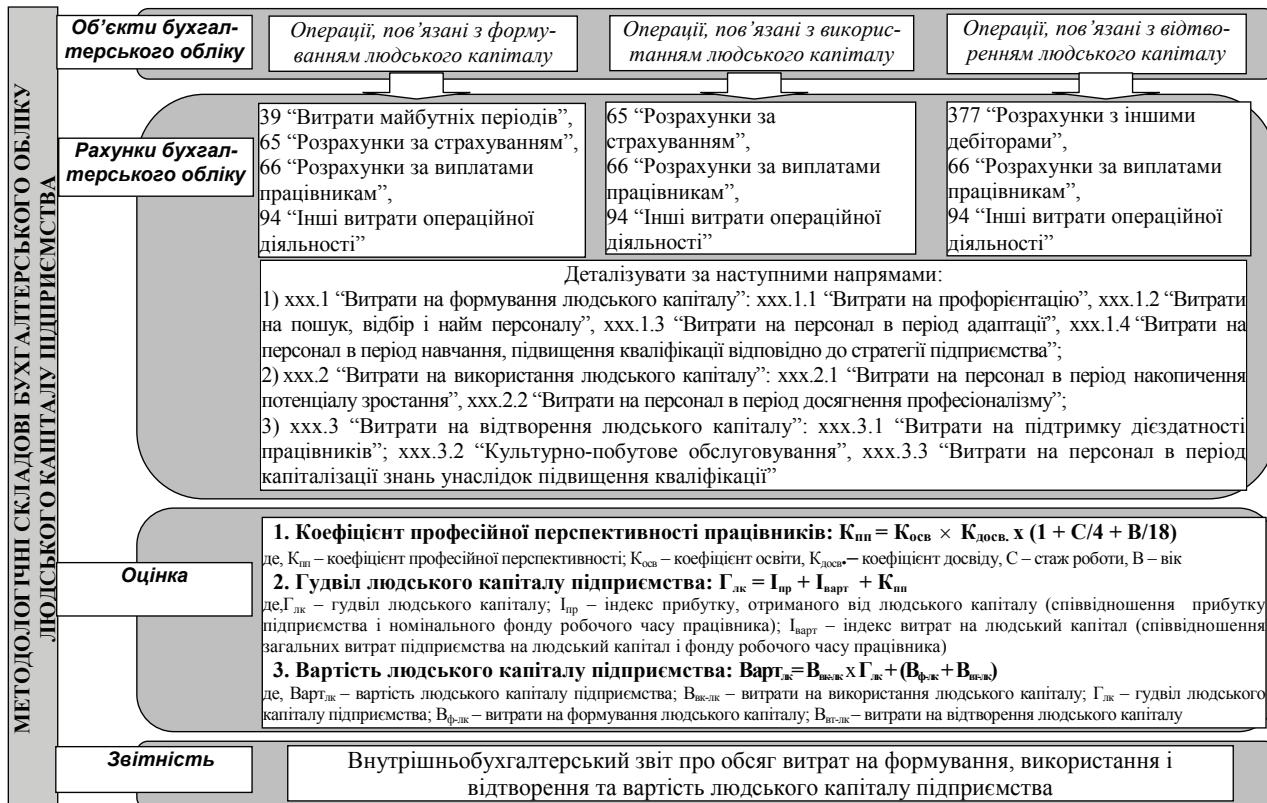 МЕТОДОЛОГІЧНІ СКЛАДОВІ БУХГАЛТЕРСЬКОГО ОБЛІКУ
ЛЮДСЬКОГО КАПІТАЛУ ПІДПРИЄМСТВА
Об’єкти бухгал-
терського обліку
Операції, пов’язані з форму-
ванням людського капіталу
Операції, пов’язані з викорис-
танням людського капіталу
Операції, пов’язані з відтво-
ренням людського капіталу
Рахунки бухгал-
терського обліку
39 “Витрати майбутніх періодів”,
65 “Розрахунки за страхуванням”,
66 “Розрахунки за виплатами
працівникам”,
94 “Інші витрати операційної
діяльності”
65 “Розрахунки за
страхуванням”,
66 “Розрахунки за виплатами
працівникам”,
94 “Інші витрати операційної
діяльності”
377 “Розрахунки з іншими
дебіторами”,
66 “Розрахунки за виплатами
працівникам”,
94 “Інші витрати операційної
діяльності”
Деталізувати за наступними напрямами:
1) ххх.1 “Витрати на формування людського капіталу”: ххх.1.1 “Витрати на профорієнтацію”, ххх.1.2 “Витрати
на пошук, відбір і найм персоналу”, ххх.1.3 “Витрати на персонал в період адаптації”, ххх.1.4 “Витрати на
персонал в період навчання, підвищення кваліфікації відповідно до стратегії підприємства”;
2) ххх.2 “Витрати на використання людського капіталу”: ххх.2.1 “Витрати на персонал в період накопичення
потенціалу зростання”, ххх.2.2 “Витрати на персонал в період досягнення професіоналізму”;
3) ххх.3 “Витрати на відтворення людського капіталу”: ххх.3.1 “Витрати на підтримку дієздатності
працівників”; ххх.3.2 “Культурно-побутове обслуговування”, ххх.3.3 “Витрати на персонал в період
капіталізації знань унаслідок підвищення кваліфікації”
Оцінка
1. Коефіцієнт професійної перспективності працівників: Кпп = Косв × Кдосв. х (1 + С/4 + В/18)
де, Кпп – коефіцієнт професійної перспективності; Косв – коефіцієнт освіти, Кдосв.– коефіцієнт досвіду, С – стаж роботи, В – вік
2. Гудвіл людського капіталу підприємства: Глк = Іпр + Іварт + Кпп
де,Глк – гудвіл людського капіталу; Іпр – індекс прибутку, отриманого від людського капіталу (співвідношення прибутку
підприємства і номінального фонду робочого часу працівника); Іварт – індекс витрат на людський капітал (співвідношення
загальних витрат підприємства на людський капітал і фонду робочого часу працівника)
3. Вартість людського капіталу підприємства: Вартлк=Ввк-лк х Глк+(Вф-лк+Ввт-лк)
де, Вартлк – вартість людського капіталу підприємства; Ввк-лк – витрати на використання людського капіталу; Глк – гудвіл людського
капіталу підприємства; Вф-лк – витрати на формування людського капіталу; Ввт-лк – витрати на відтворення людського капіталу
Звітність
Внутрішньобухгалтерський звіт про обсяг витрат на формування, використання і
відтворення та вартість людського капіталу підприємства